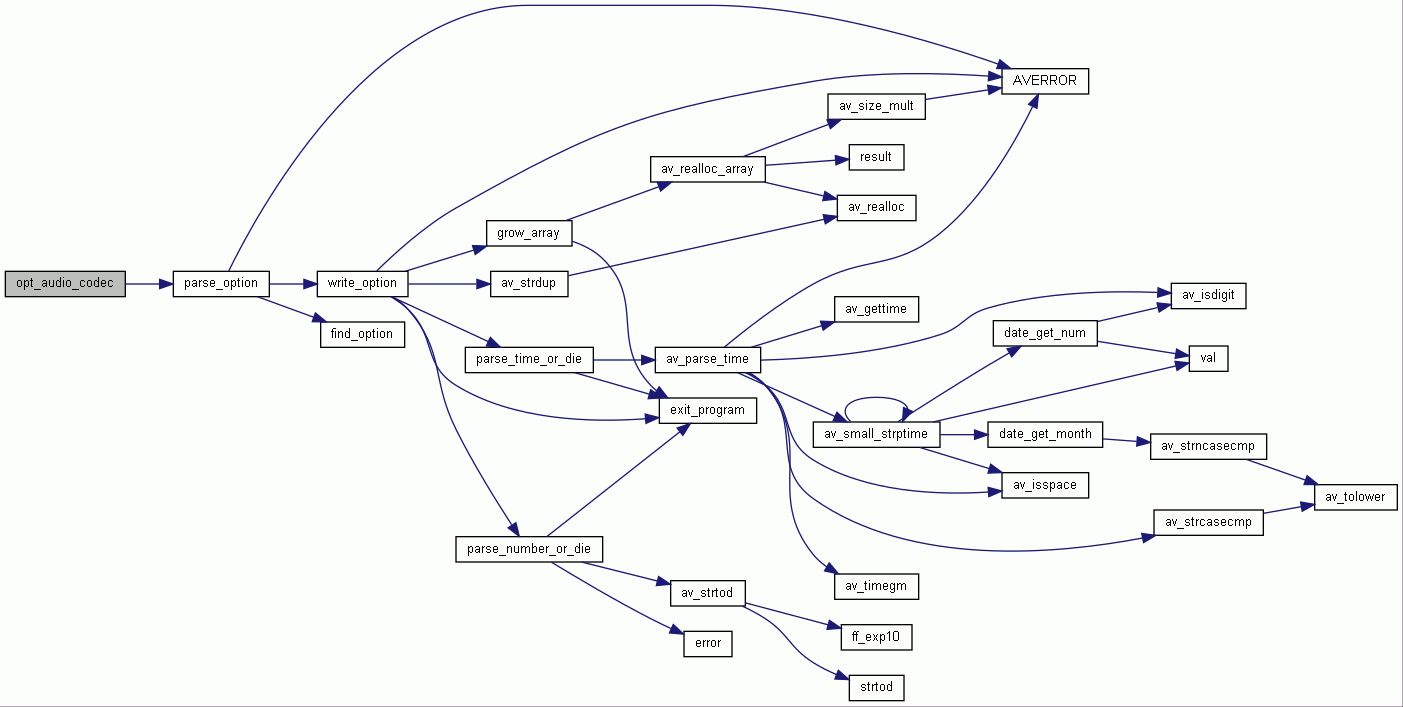 AVERROR
av_size_mult
result
av_realloc_array
av_realloc
grow_array
opt_audio_codec
parse_option
write_option
av_strdup
find_option
av_gettime
av_isdigit
date_get_num
parse_time_or_die
av_parse_time
val
exit_program
av_small_strptime
date_get_month
av_strncasecmp
av_isspace
av_tolower
av_strcasecmp
parse_number_or_die
av_timegm
av_strtod
error
ff_exp10
strtod